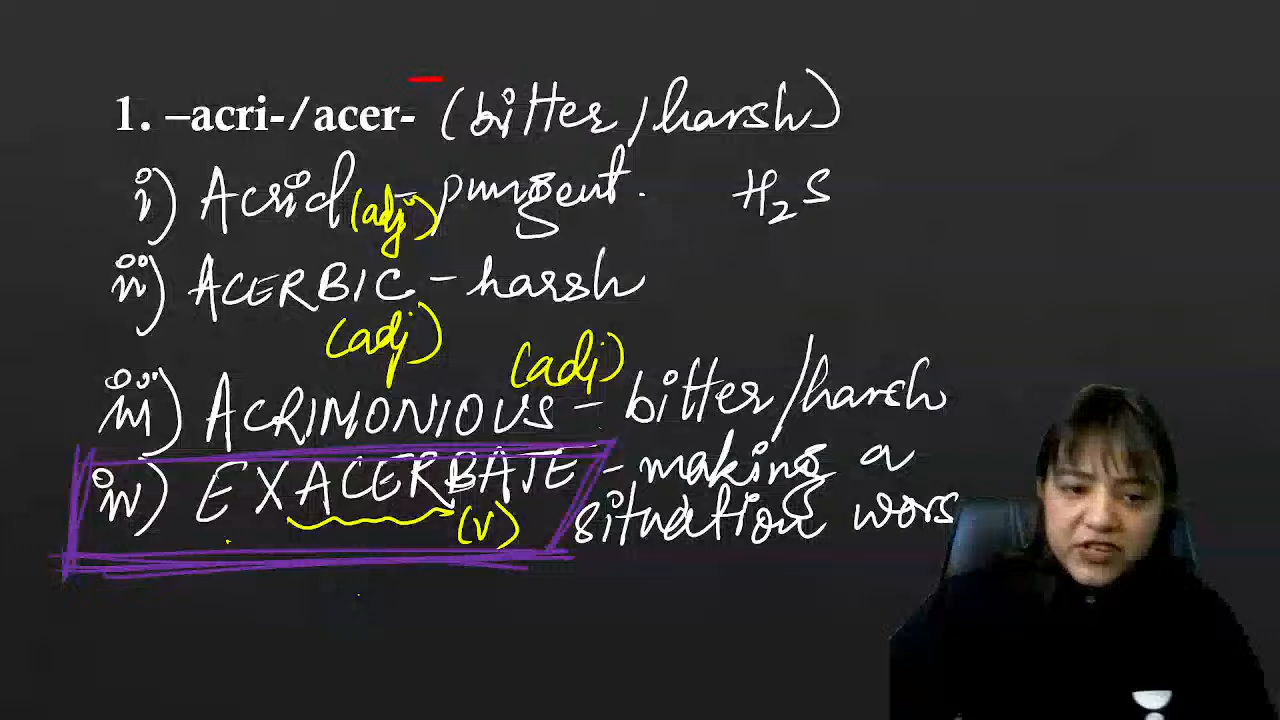 1. –acri-/acer- (bitter/harsh)
i) Acrid (adj) - pungent. H₂S
ii) ACERBIC - harsh
(adj) (adj)
iii) ACRIMONIOUS - bitter/harsh
iv) EXACERBATE - making a
(v) situation wors